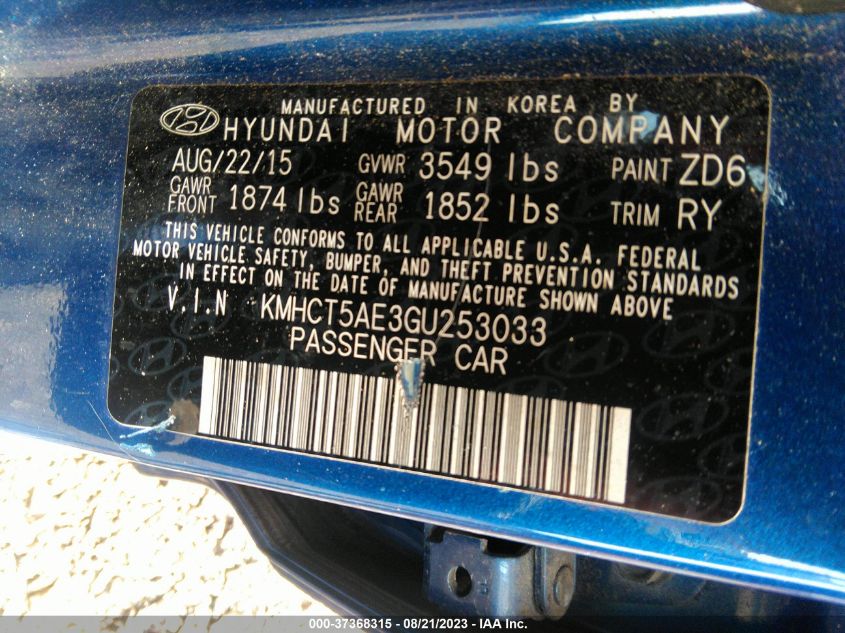 MANUFACTURED IN KOREA BY
HYUNDAI MOTOR COMPANY
AUG/22/15 GVWR 3549 lbs PAINT ZD6
GAWR FRONT 1874 lbs GAWR REAR 1852 lbs TRIM RY
THIS VEHICLE CONFORMS TO ALL APPLICABLE U.S.A. FEDERAL
MOTOR VEHICLE SAFETY, BUMPER, AND THEFT PREVENTION STANDARDS
IN EFFECT ON THE DATE OF MANUFACTURE SHOWN ABOVE
V.I.N KMHCT5AE3GU253033
PASSENGER CAR
000-37368315 - 08/21/2023 - IAA Inc.